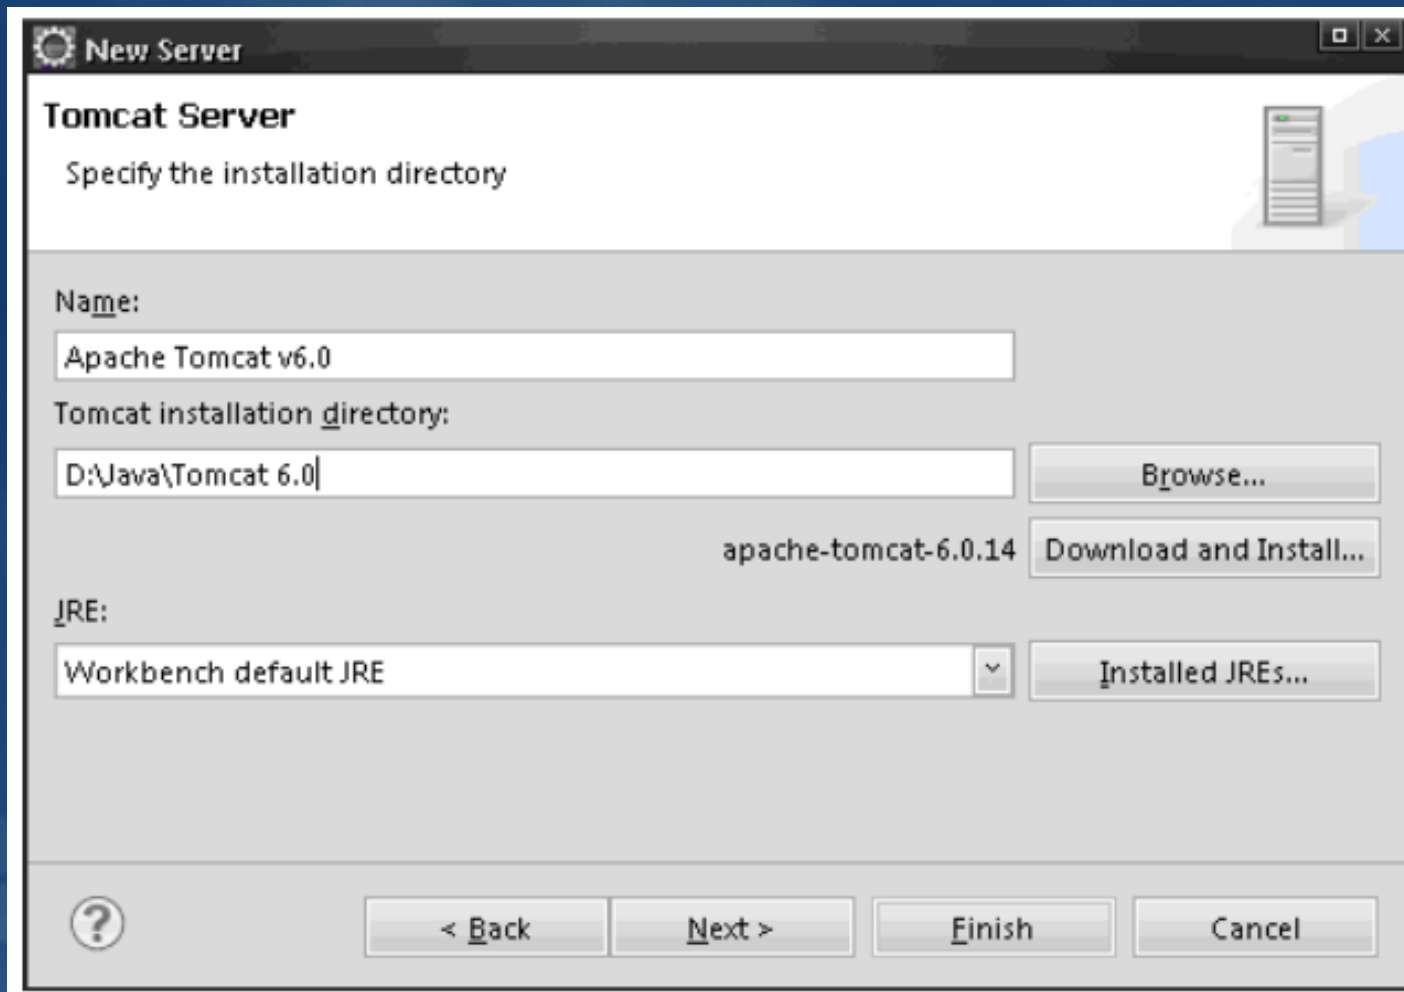 New Server
Tomcat Server
Specify the installation directory
Name:
Apache Tomcat v6.0
Tomcat installation directory:
D:\Java\Tomcat 6.0
Browse...
apache-tomcat-6.0.14
Download and Install...
JRE:
Workbench default JRE
Installed JREs...
?
< Back
Next >
Finish
Cancel